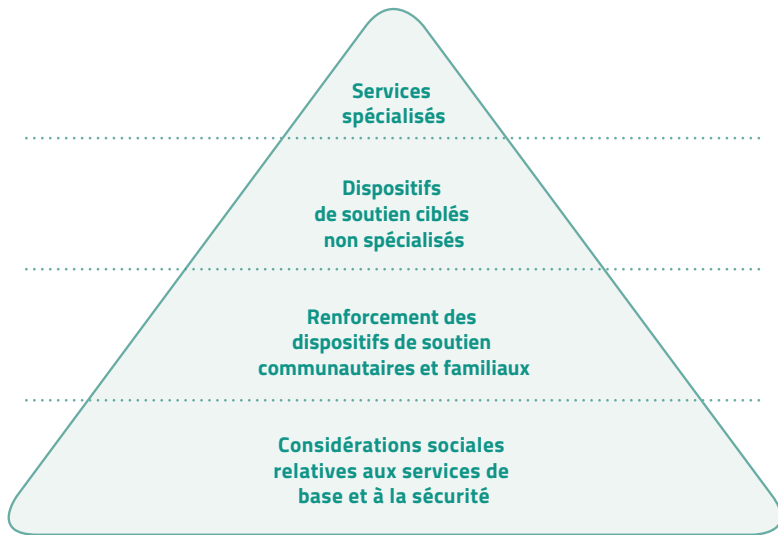 Services
spécialisés
Dispositifs
de soutien ciblés
non spécialisés
Renforcement des
dispositifs de soutien
communautaires et familiaux
Considérations sociales
relatives aux services de
base et à la sécurité